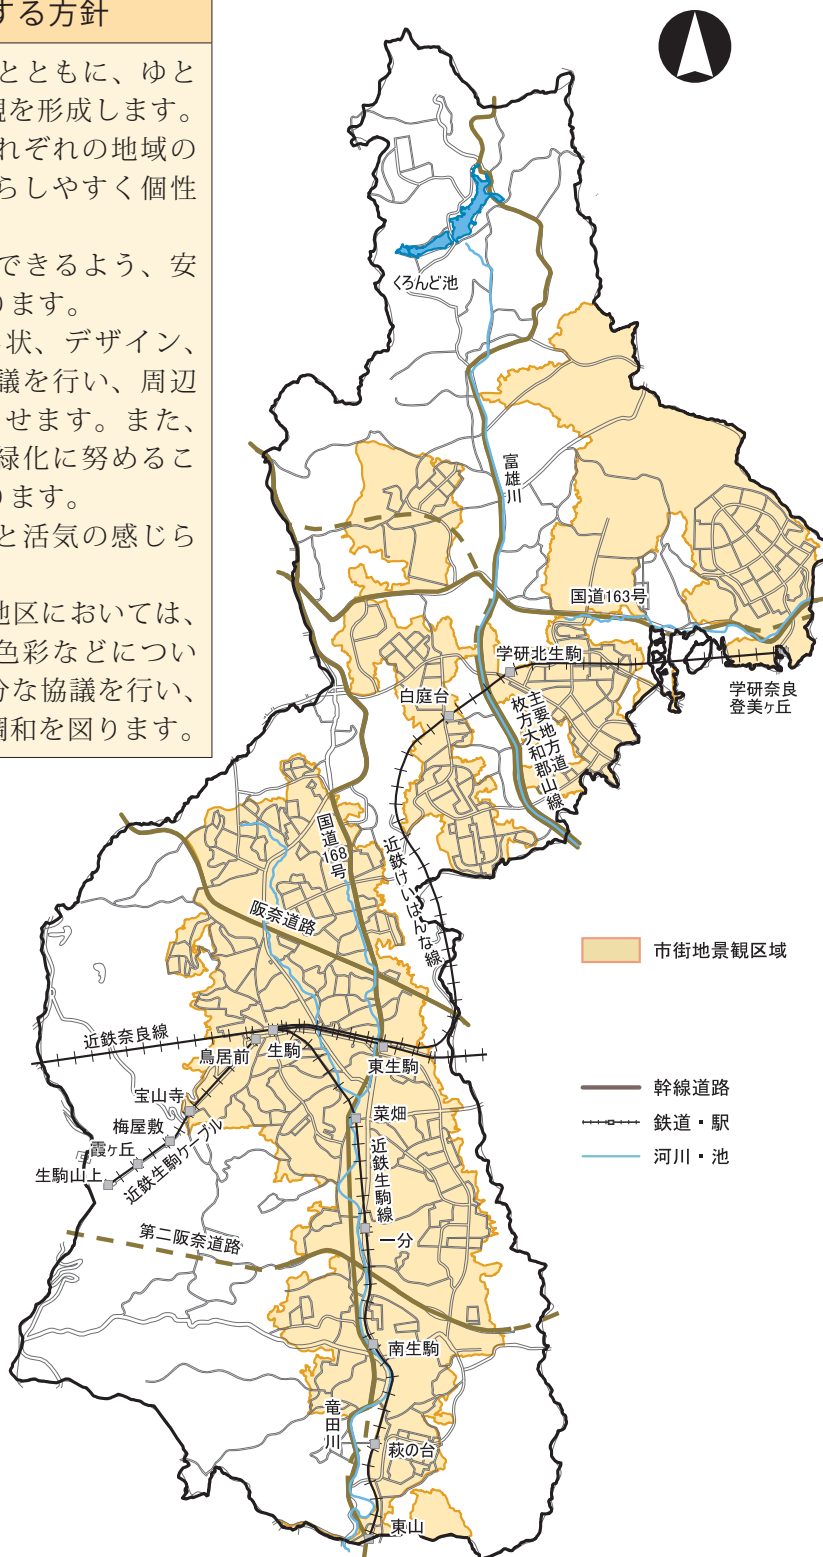 する方針
とともに、ゆと
観を形成します。
れぞれの地域の
らしやすく個性
できるよう、安
ります。
状、デザイン、
議を行い、周辺
せます。また、
緑化に努めるこ
ります。
と活気の感じら
地区においては、
色彩などについ
分な協議を行い、
調和を図ります。
くろんど池
富雄川
国道163号
学研北生駒
白庭台
学研奈良
登美ヶ丘
主要地方道
枚方大和郡山線
国道168号
近鉄けいはんな線
阪奈道路
市街地景観区域
近鉄奈良線
鳥居前
生駒
東生駒
幹線道路
宝山寺
菜畑
鉄道・駅
梅屋敷
霞ヶ丘
河川・池
生駒山上
近鉄生駒ケーブル
近鉄生駒線
第二阪奈道路
一分
南生駒
竜田川
萩の台
東山